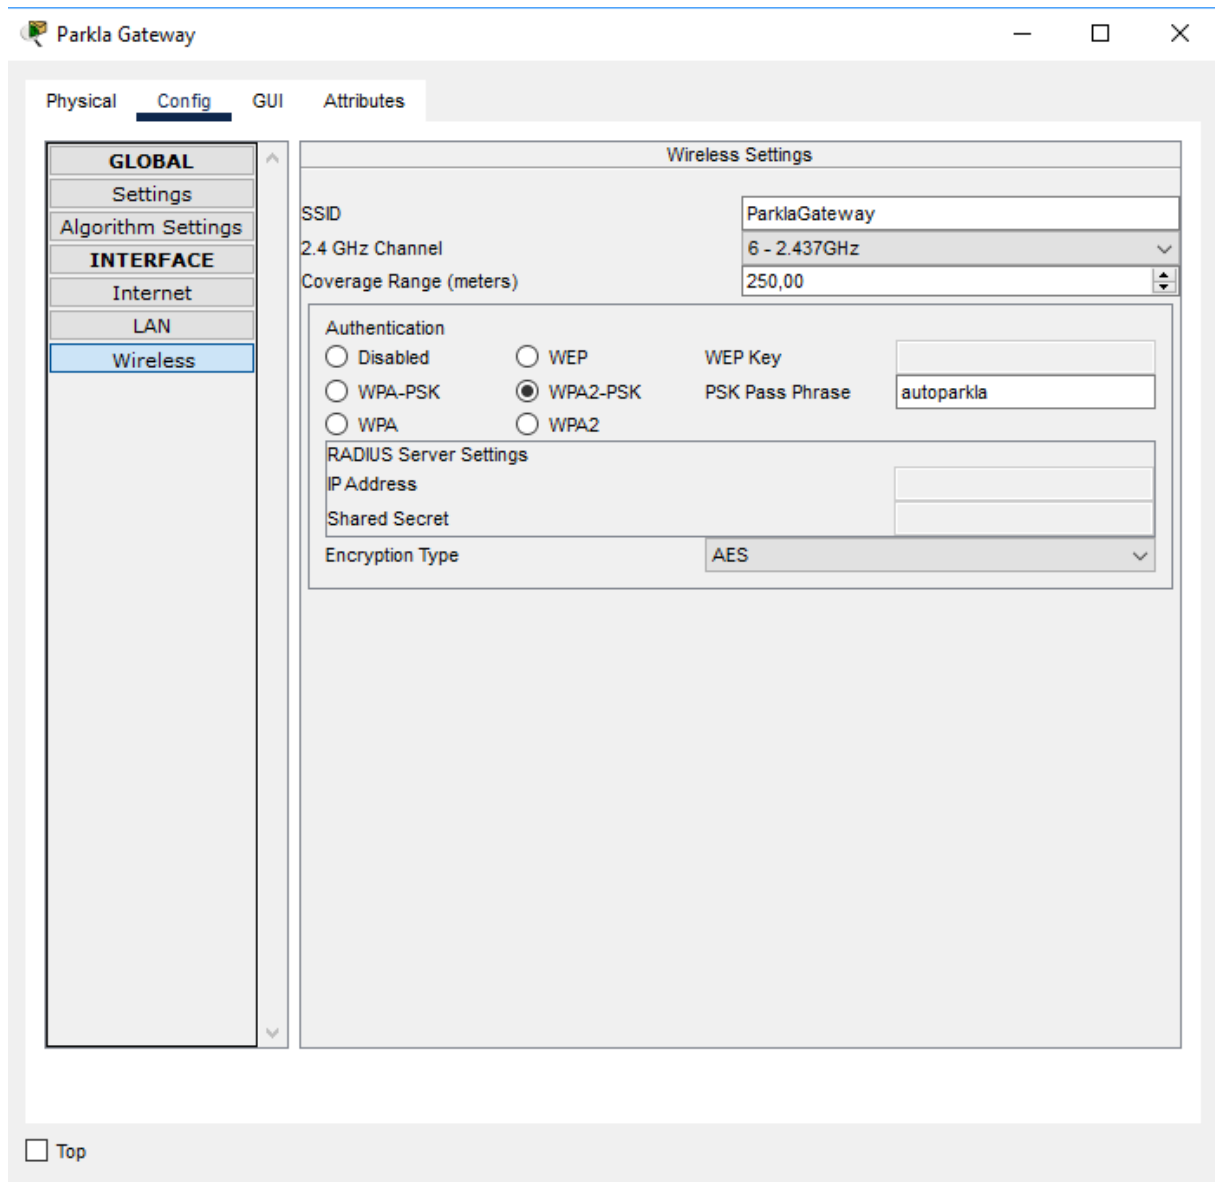 Parkla Gateway
Physical Config GUI Attributes
GLOBAL
Settings
Algorithm Settings
INTERFACE
Internet
LAN
Wireless
Wireless Settings
SSID ParklaGateway
2.4 GHz Channel 6 - 2.437GHz
Coverage Range (meters) 250,00
Authentication
Disabled WEP WEP Key
WPA-PSK WPA2-PSK PSK Pass Phrase autoparkla
WPA WPA2
RADIUS Server Settings
IP Address
Shared Secret
Encryption Type AES
Top